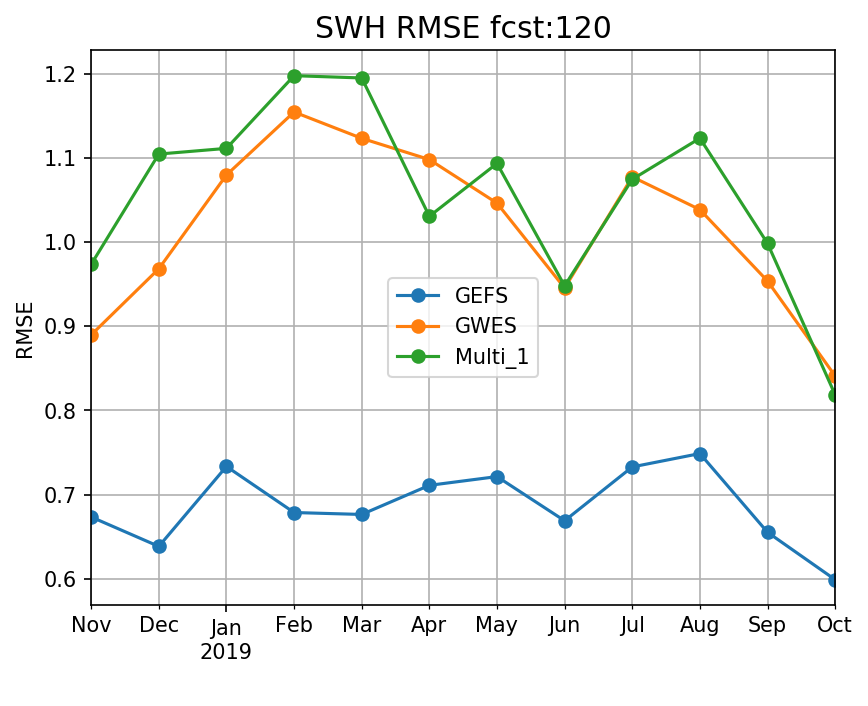 SWH RMSE fcst:120
1.2
1.1
1.0
0.9
0.8
0.7
0.6
RMSE
GEFS
GWES
Multi_1
Nov Dec Jan Feb Mar Apr May Jun Jul Aug Sep Oct
2019